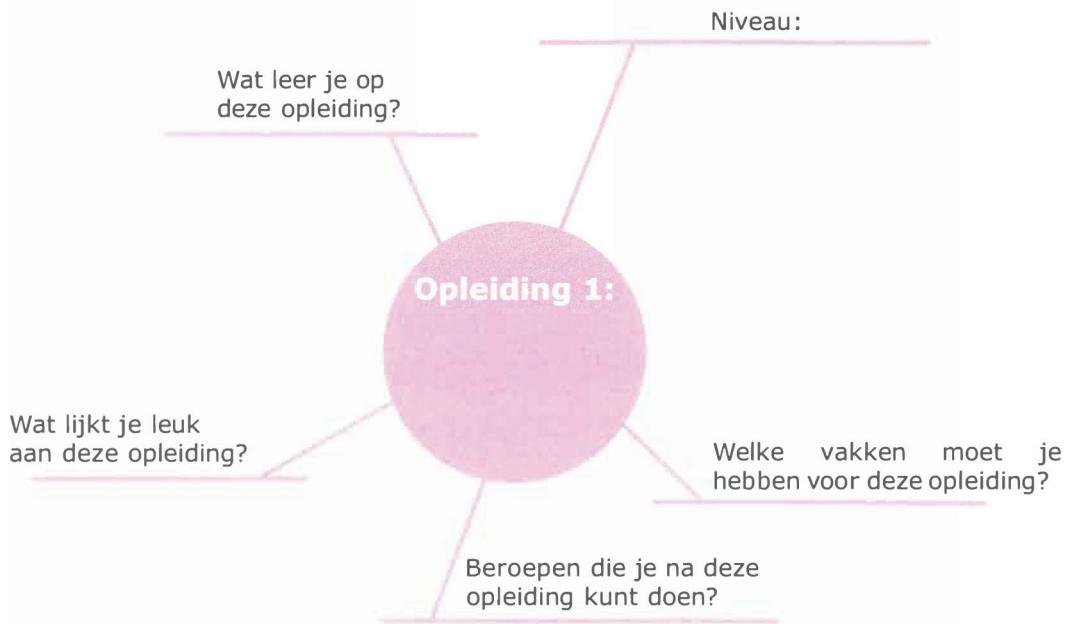 Niveau:
Wat leer je op
deze opleiding?
Opleiding 1:
Wat lijkt je leuk
aan deze opleiding?
Welke vakken moet je
hebben voor deze opleiding?
Beroepen die je na deze
opleiding kunt doen?